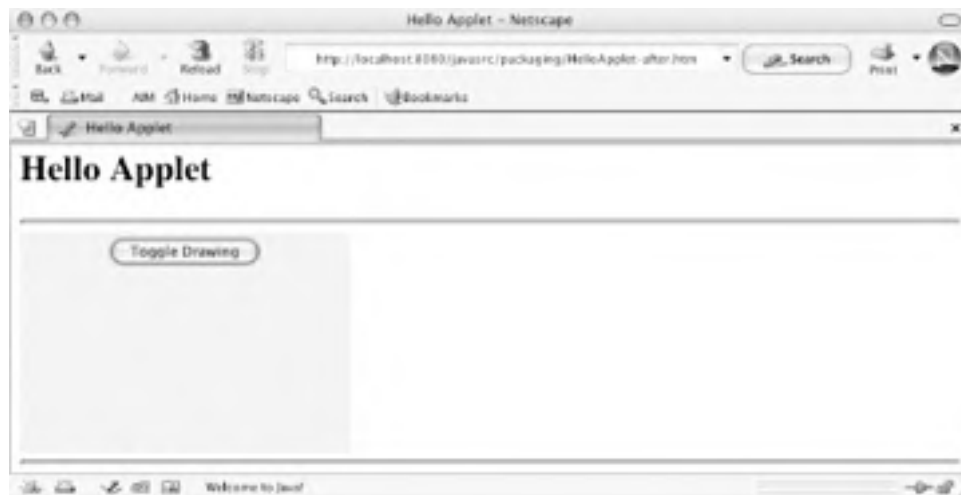 Hello Applet – Netscape
Back Forward Reload Stop http://localhost:8080/javasrc/packaging/HelloApplet-after.htm Search Print
Mail AIM Home Netscape Search Bookmarks
Hello Applet
Hello Applet
Toggle Drawing
Welcome to Java!